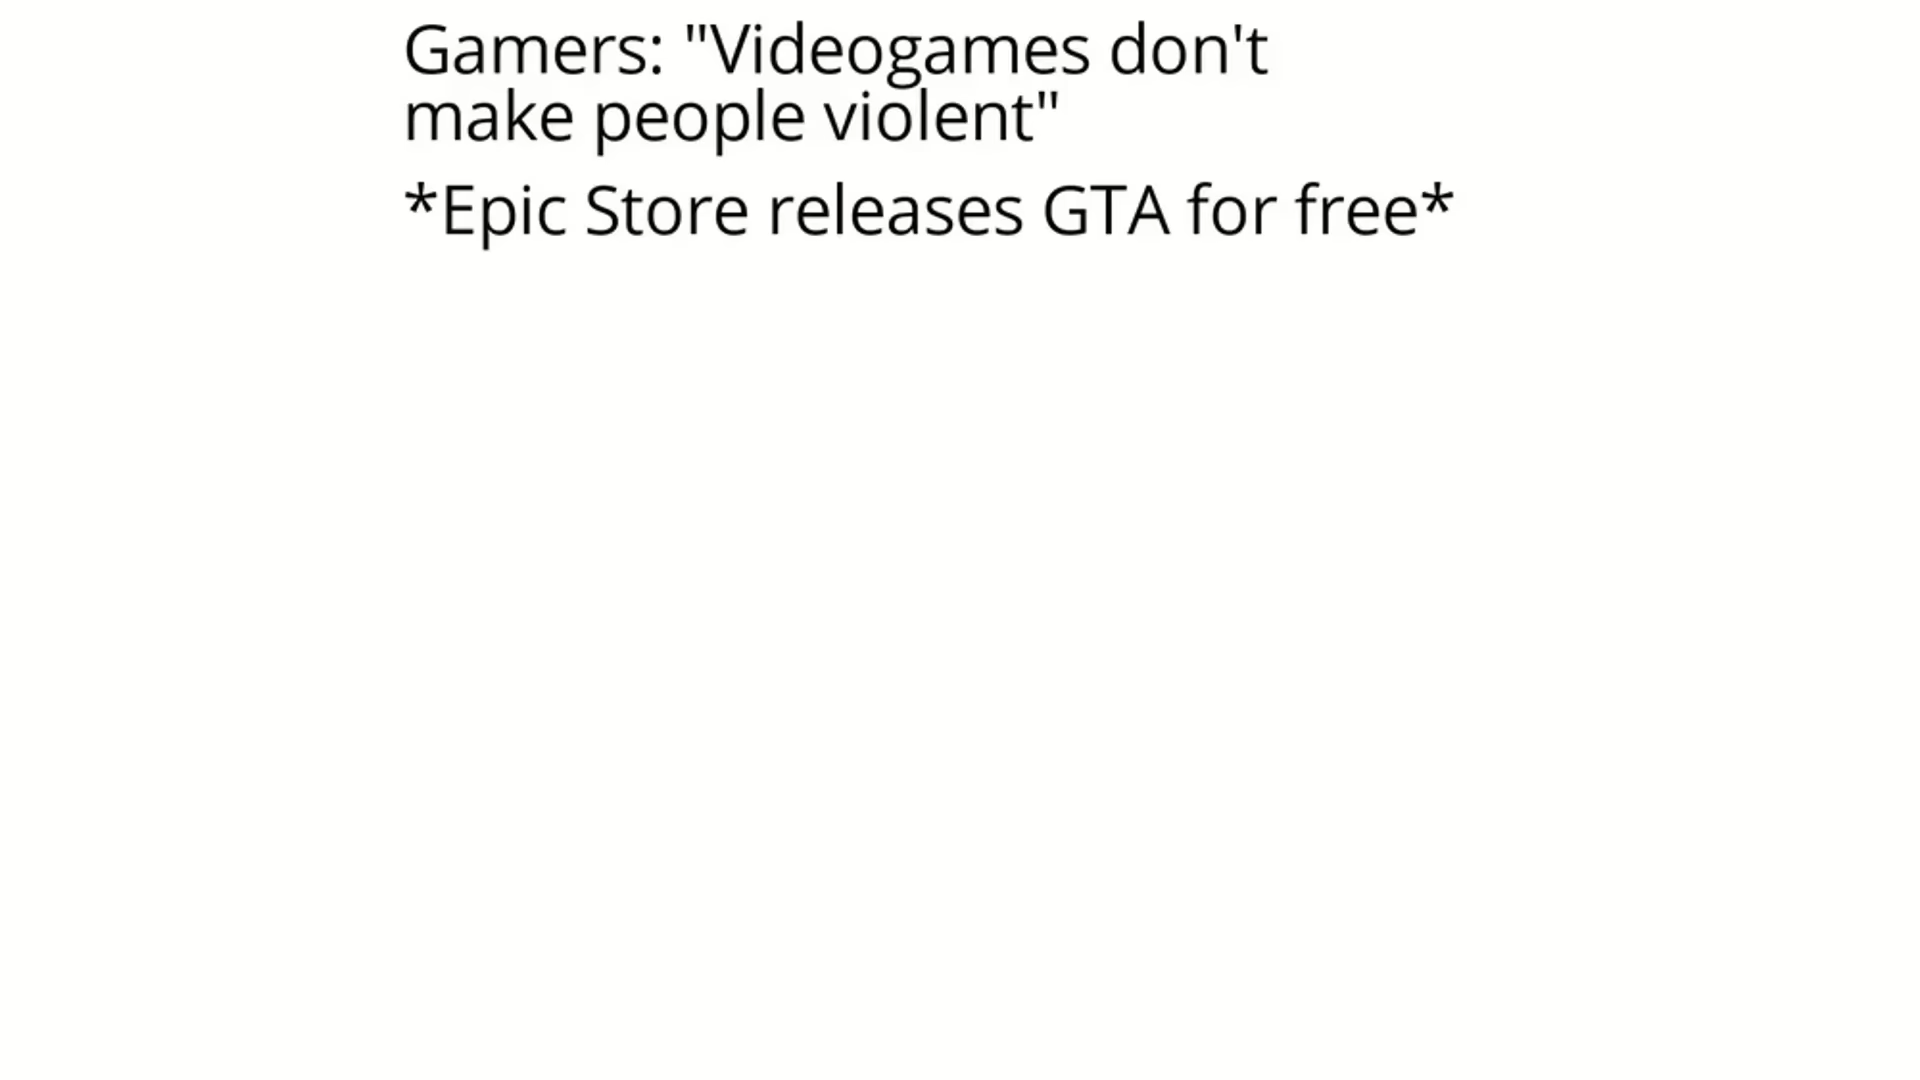 Gamers: "Videogames don't
make people violent"
*Epic Store releases GTA for free*